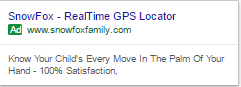 SnowFox - RealTime GPS Locator
Ad www.snowfoxfamily.com
Know Your Child's Every Move In The Palm Of Your
Hand - 100% Satisfaction,